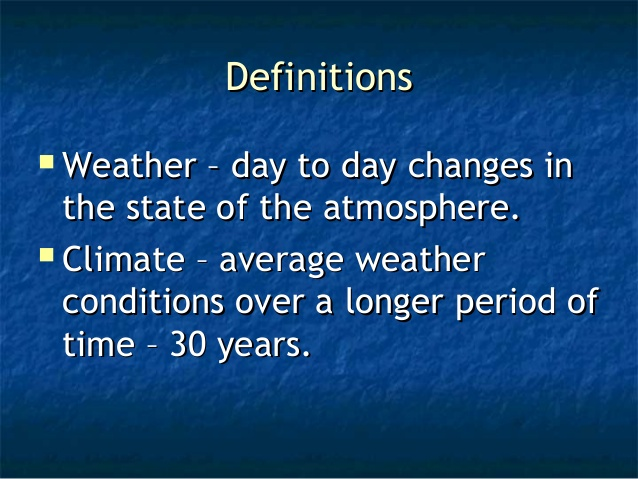 Definitions
Weather – day to day changes in
the state of the atmosphere.
Climate – average weather
conditions over a longer period of
time – 30 years.